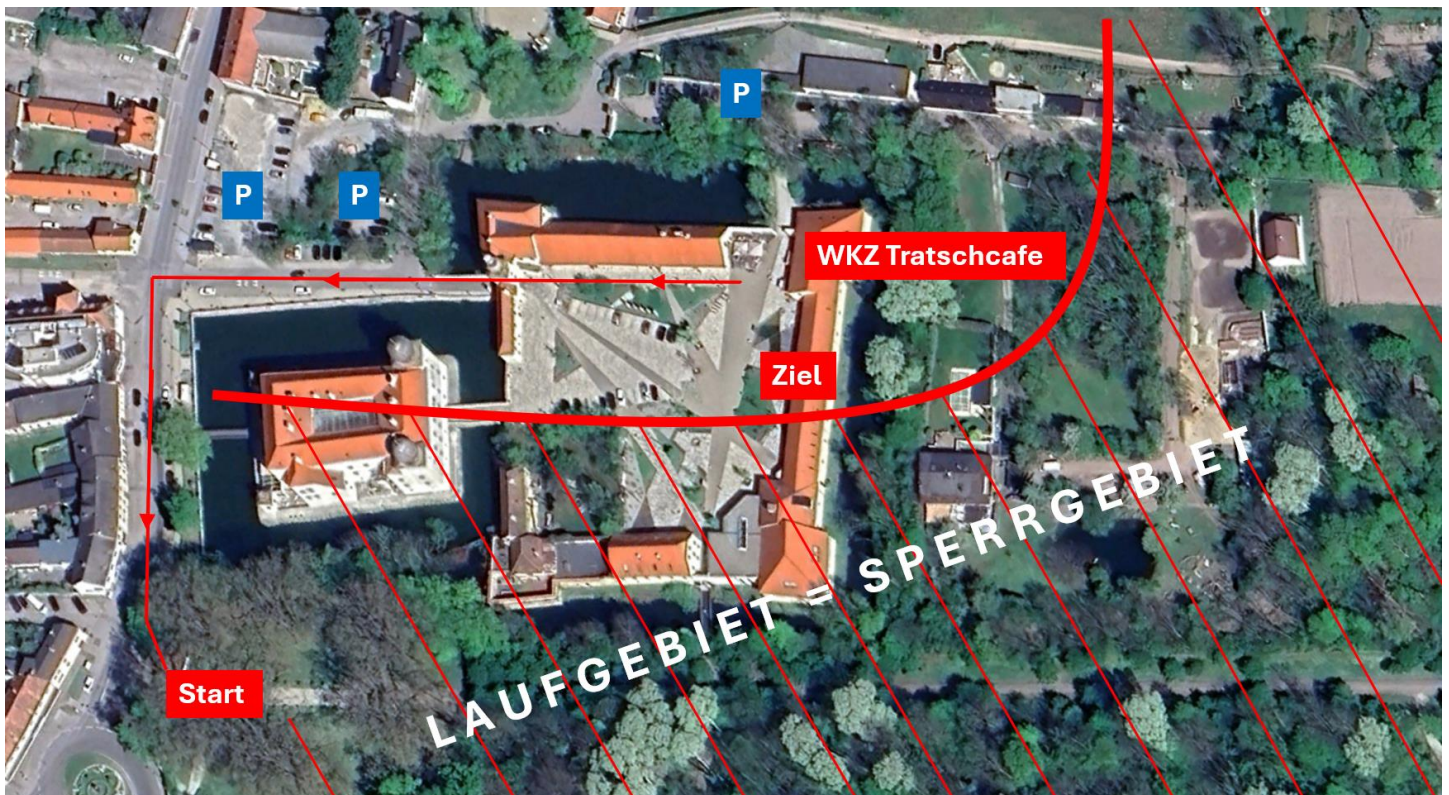 P
P
P
WKZ Tratschcafe
Ziel
LAUFGEBIET = SPERRGEBIET
Start